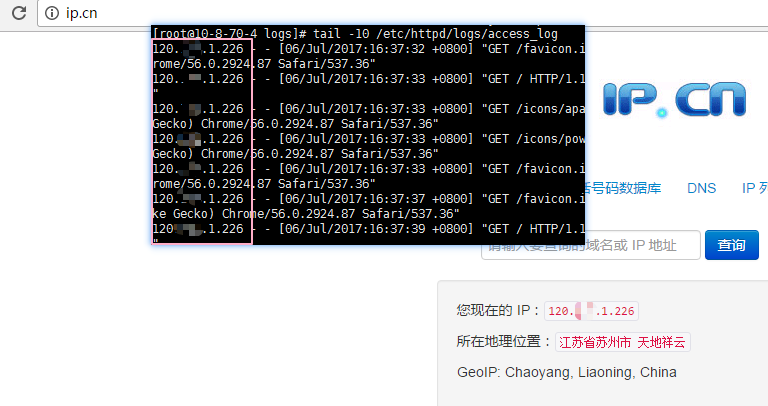 ip.cn
[root@10-8-70-4 logs]# tail -10 /etc/httpd/logs/access_log
120. .1.226 - - [06/Jul/2017:16:37:32 +0800] "GET /favicon.i
rome/56.0.2924.87 Safari/537.36"
120. .1.226 - - [06/Jul/2017:16:37:33 +0800] "GET / HTTP/1.1
"
120. .1.226 - - [06/Jul/2017:16:37:33 +0800] "GET /icons/apa
Gecko) Chrome/56.0.2924.87 Safari/537.36"
120. .1.226 - - [06/Jul/2017:16:37:33 +0800] "GET /icons/pow
Gecko) Chrome/56.0.2924.87 Safari/537.36"
120. .1.226 - - [06/Jul/2017:16:37:33 +0800] "GET /favicon.i
rome/56.0.2924.87 Safari/537.36"
120. .1.226 - - [06/Jul/2017:16:37:37 +0800] "GET /favicon.i
ke Gecko) Chrome/56.0.2924.87 Safari/537.36"
120 .1.226 - - [06/Jul/2017:16:37:39 +0800] "GET / HTTP/1.1
"
IP.CN
号码数据库 DNS IP 列
请输入要查询的域名或 IP 地址 查询
您现在的 IP：120. .1.226
所在地理位置：江苏省苏州市 天地祥云
GeoIP: Chaoyang, Liaoning, China